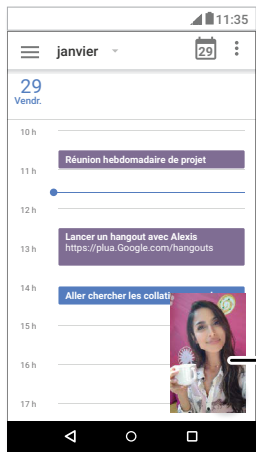 11:35
janvier
29
29
Vendr.
10 h
Réunion hebdomadaire de projet
11 h
12 h
Lancer un hangout avec Alexis
https://plua.Google.com/hangouts
13 h
14 h
Aller chercher les collati
15 h
16 h
17 h